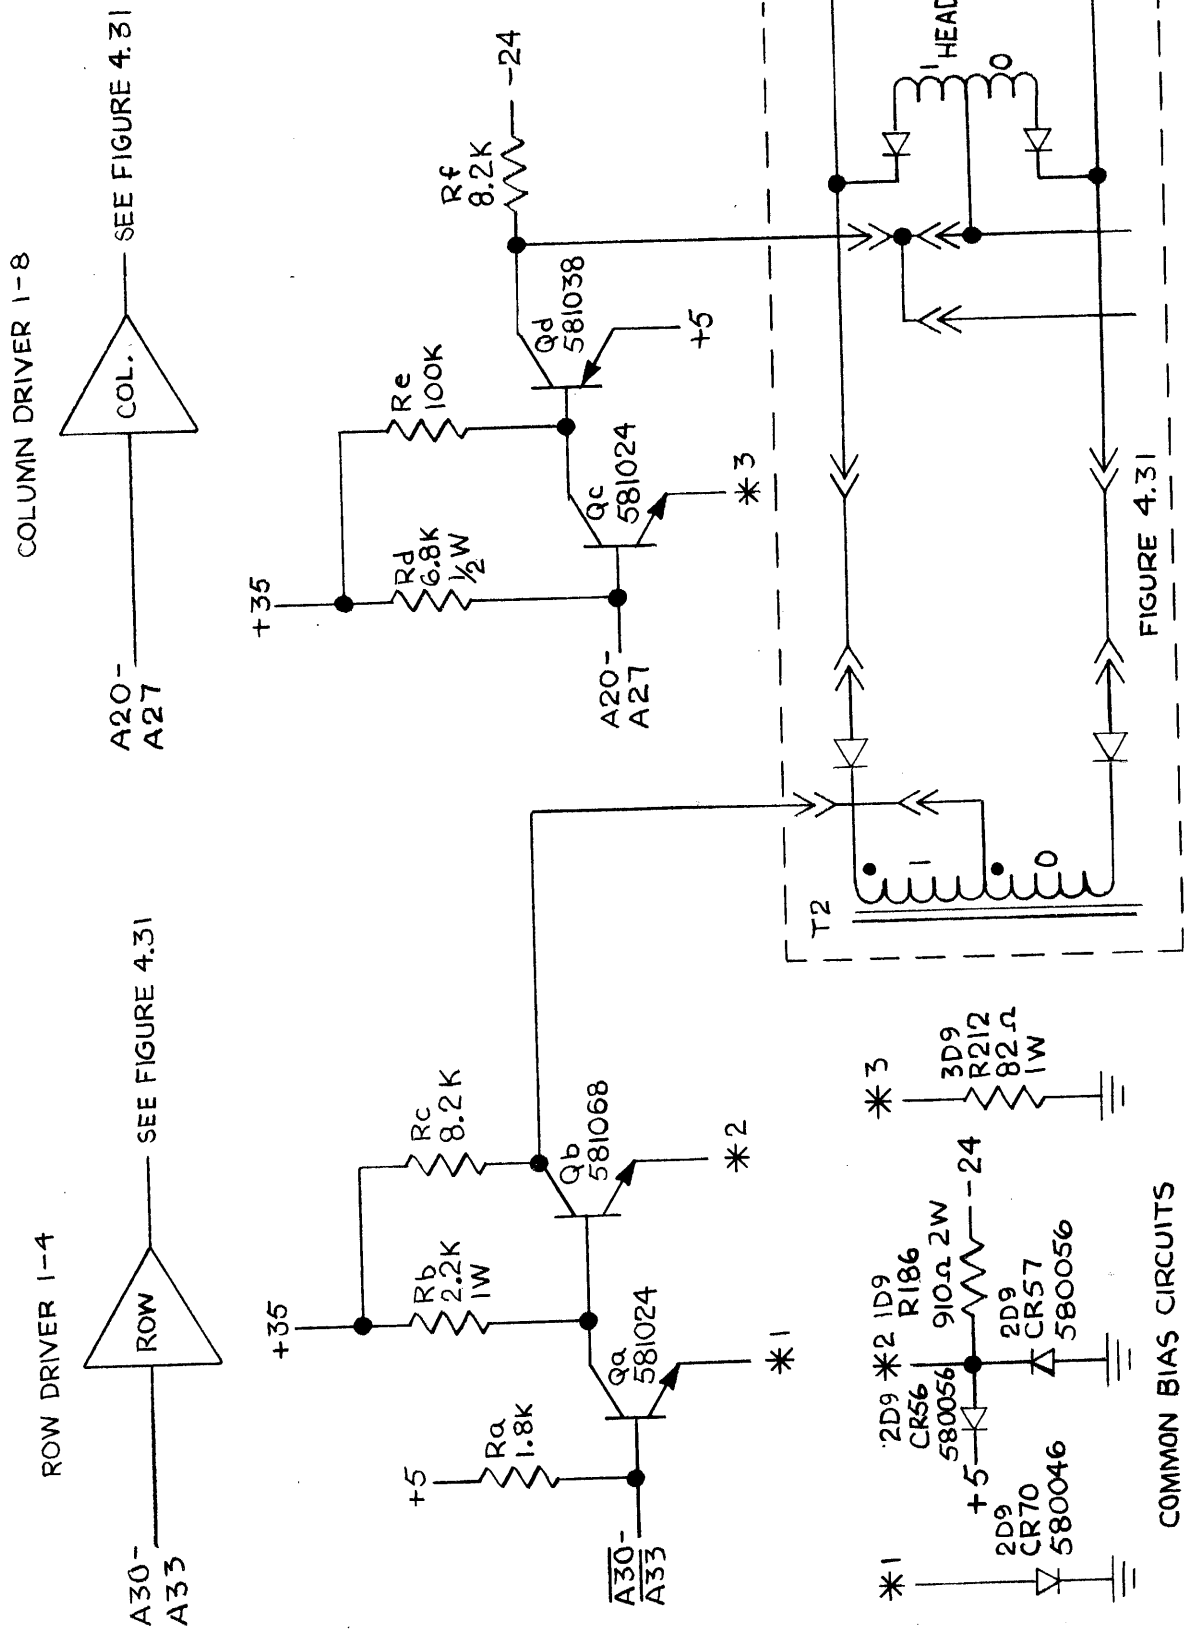 COLUMN DRIVER 1-8
A20-
A27
COL.
SEE FIGURE 4.31
+35
Rd
6.8K
½W
Re
100K
A20-
A27
Qc
581024
*3
Qd
581038
+5
Rf
8.2K
-24
ROW DRIVER 1-4
A30-
A33
ROW
SEE FIGURE 4.31
+35
+5
Ra
1.8K
Rb
2.2K
1W
Rc
8.2K
A30-
A33
Qa
581024
*1
Qb
581068
*2
T2
1
0
1
HEAD
0
FIGURE 4.31
*1
2D9
CR70
580046
+5
2D9
CR56
580056
*2
1D9
R186
910Ω 2W
-24
2D9
CR57
580056
*3
3D9
R212
82Ω
1W
COMMON BIAS CIRCUITS